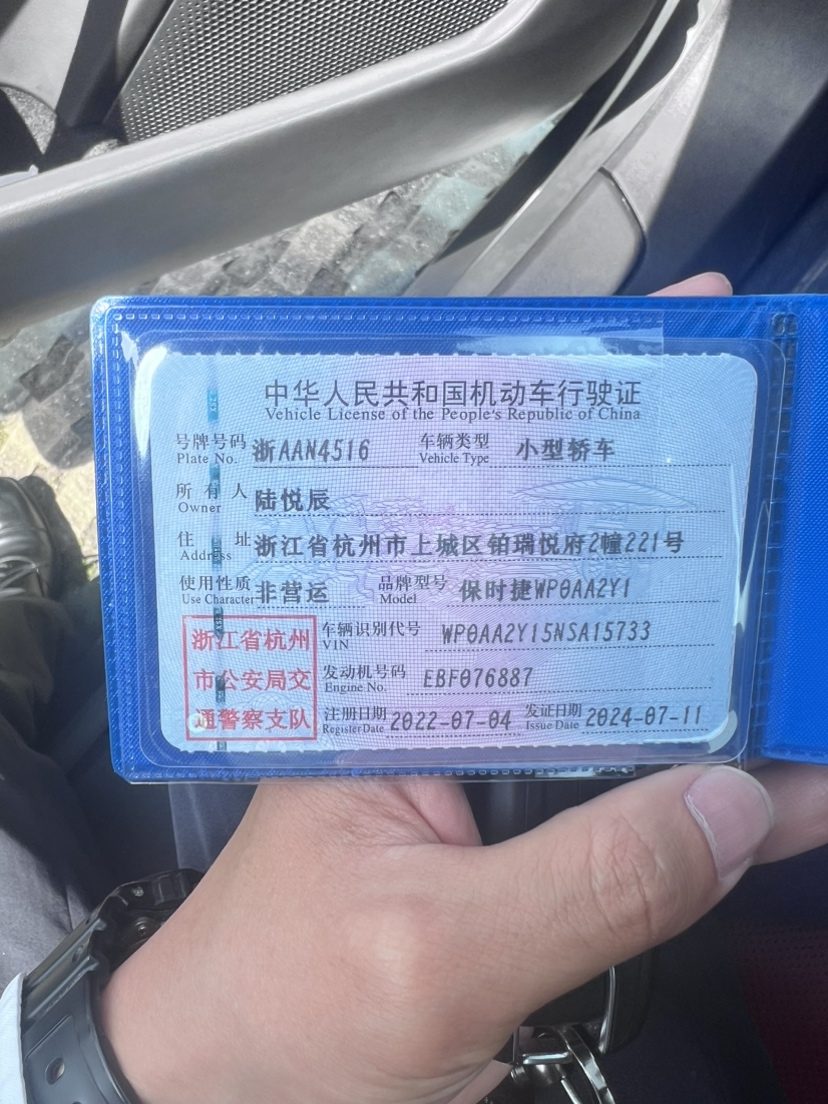 中华人民共和国机动车行驶证
Vehicle License of the People's Republic of China
号牌号码 Plate No. 浙AAN4516 车辆类型 Vehicle Type 小型轿车
所有人 Owner 陆悦辰
住址 Address 浙江省杭州市上城区铂瑞悦府2幢221号
使用性质 Use Character 非营运 品牌型号 Model 保时捷WP0AA2Y1
浙江省杭州市公安局交通警察支队
车辆识别代号 VIN WP0AA2Y15NSA15733
发动机号码 Engine No. EBF076887
注册日期 Register Date 2022-07-04 发证日期 Issue Date 2024-07-11